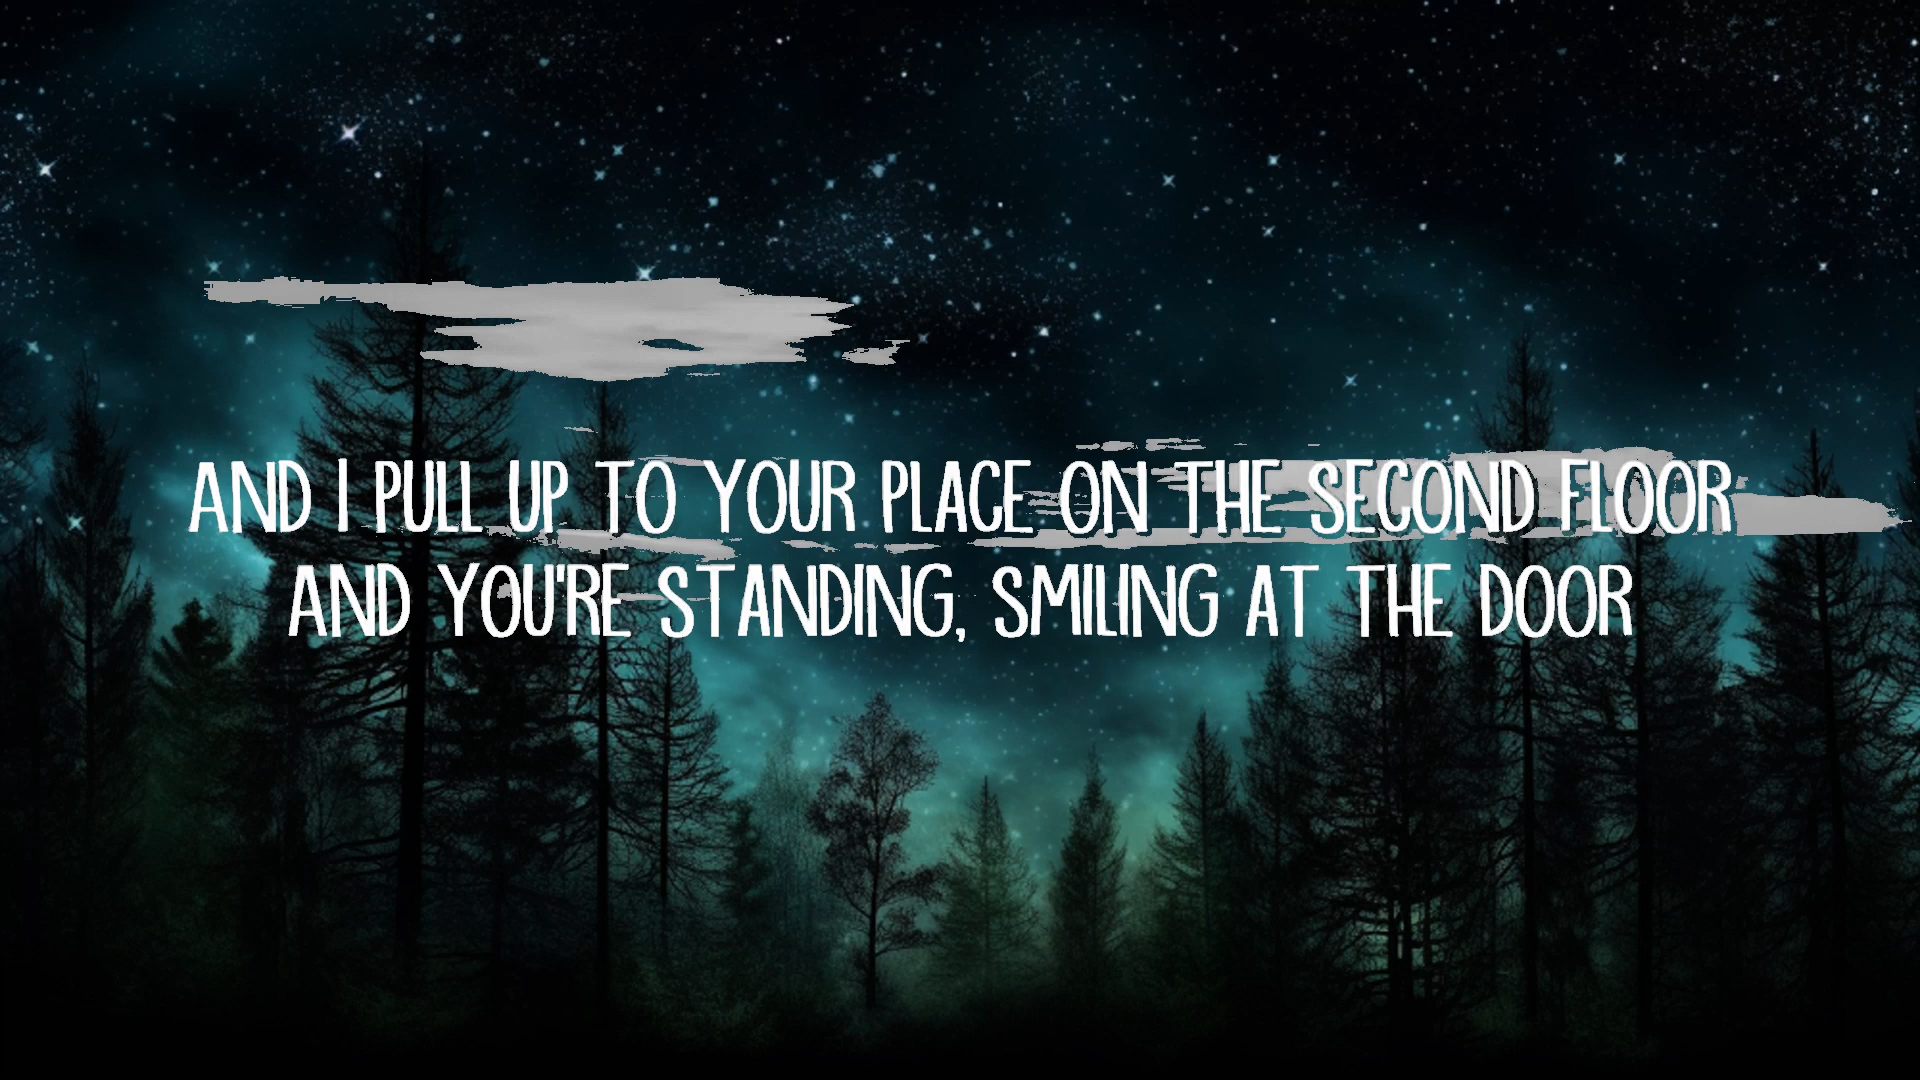 AND I PULL UP TO YOUR PLACE ON THE SECOND FLOOR
AND YOU'RE STANDING, SMILING AT THE DOOR